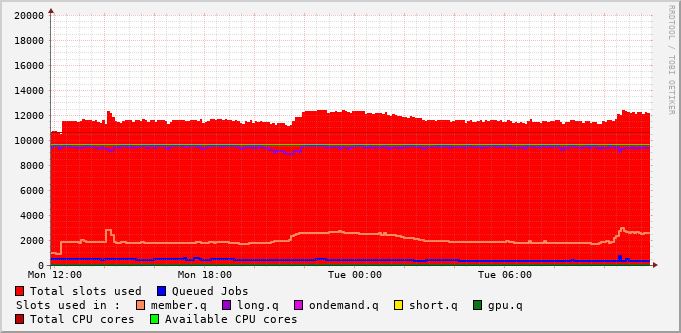 20000
18000
16000
14000
12000
10000
8000
6000
4000
2000
0
Mon 12:00 Mon 18:00 Tue 00:00 Tue 06:00
Total slots used Queued Jobs
Slots used in : member.q long.q ondemand.q short.q gpu.q
Total CPU cores Available CPU cores
RRDTOOL / TOBI OETIKER